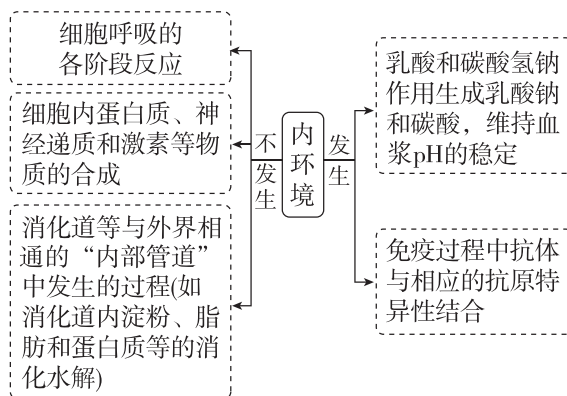 细胞呼吸的
各阶段反应
细胞内蛋白质、神
经递质和激素等物
质的合成
消化道等与外界相
通的“内部管道”
中发生的过程(如
消化道内淀粉、脂
肪和蛋白质等的消
化水解)
不发生
内环境
发生
乳酸和碳酸氢钠
作用生成乳酸钠
和碳酸，维持血
浆pH的稳定
免疫过程中抗体
与相应的抗原特
异性结合